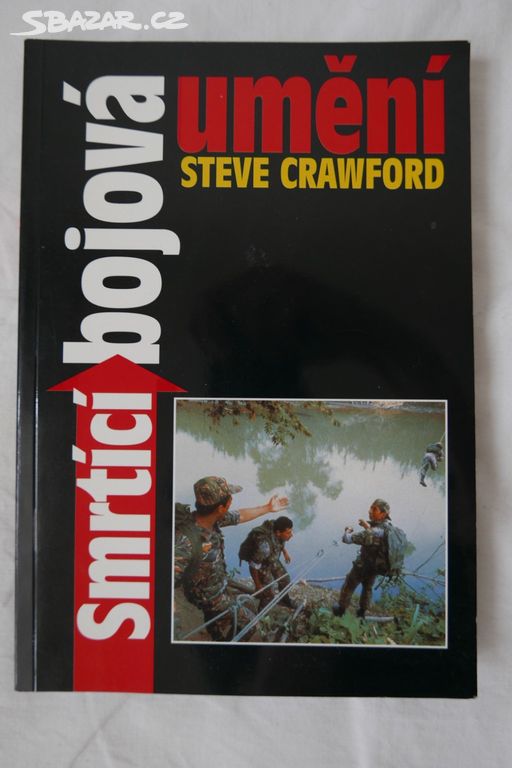 SBAZAR.CZ
Smrtící bojová
umění
STEVE CRAWFORD